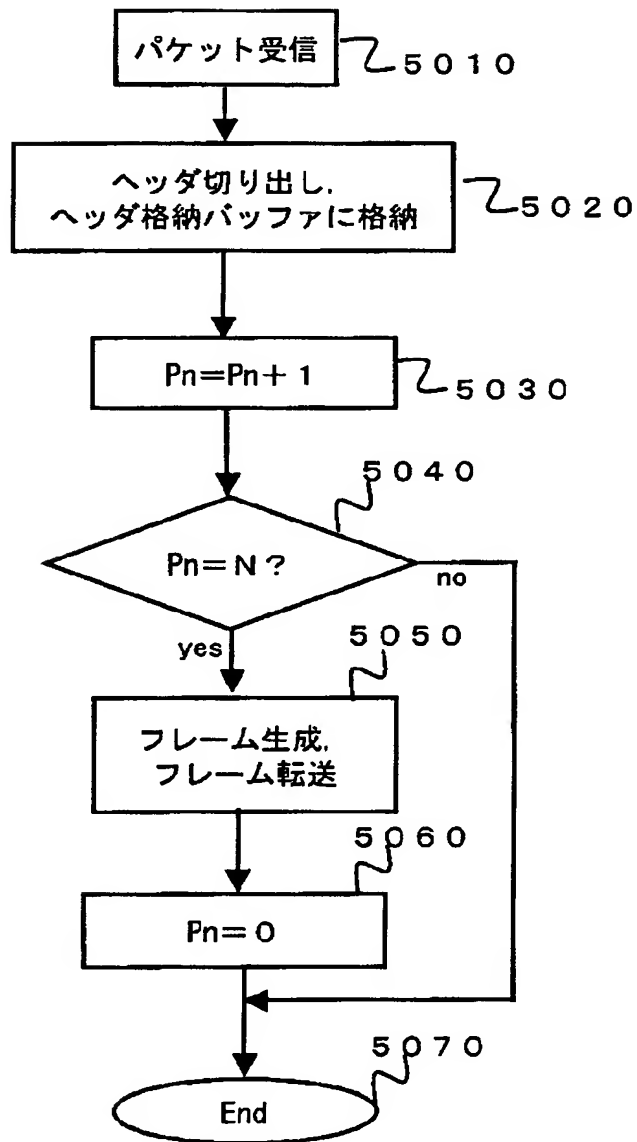 パケット受信
5010
ヘッダ切り出し,
ヘッダ格納バッファに格納
5020
Pn=Pn+1
5030
5040
Pn=N?
no
yes
5050
フレーム生成,
フレーム転送
5060
Pn=0
5070
End